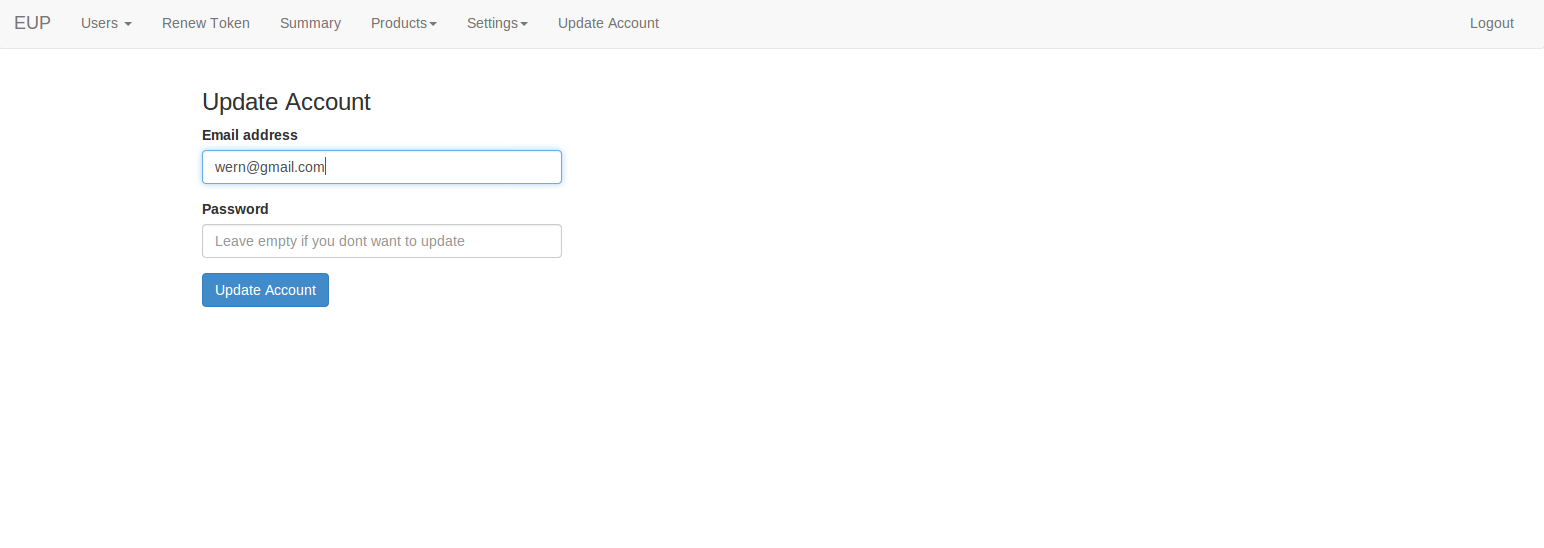 EUP Users Renew Token Summary Products Settings Update Account Logout
Update Account
Email address
wern@gmail.com
Password
Leave empty if you dont want to update
Update Account